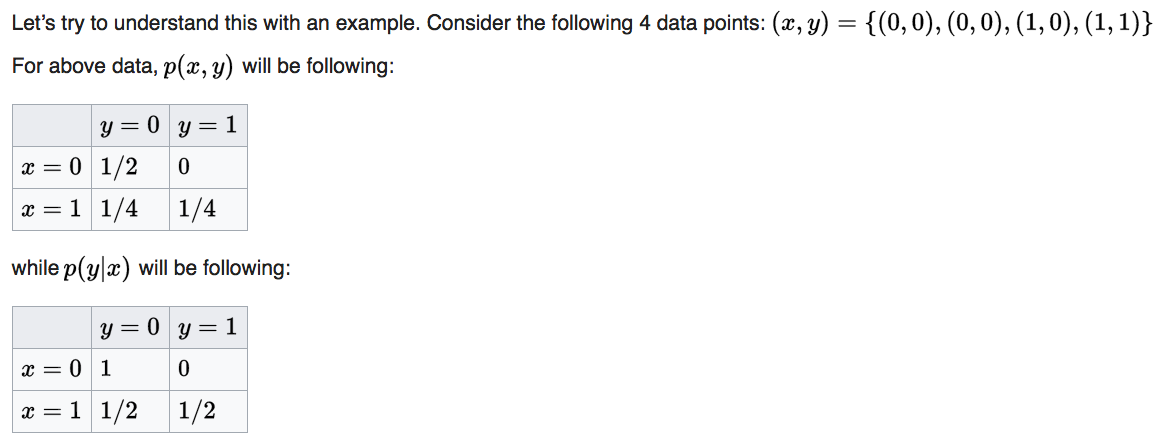 Let's try to understand this with an example. Consider the following 4 data points: (x, y) = {(0, 0), (0, 0), (1, 0), (1, 1)}
For above data, p(x, y) will be following:
y = 0 y = 1
x = 0 1/2 0
x = 1 1/4 1/4
while p(y|x) will be following:
y = 0 y = 1
x = 0 1 0
x = 1 1/2 1/2